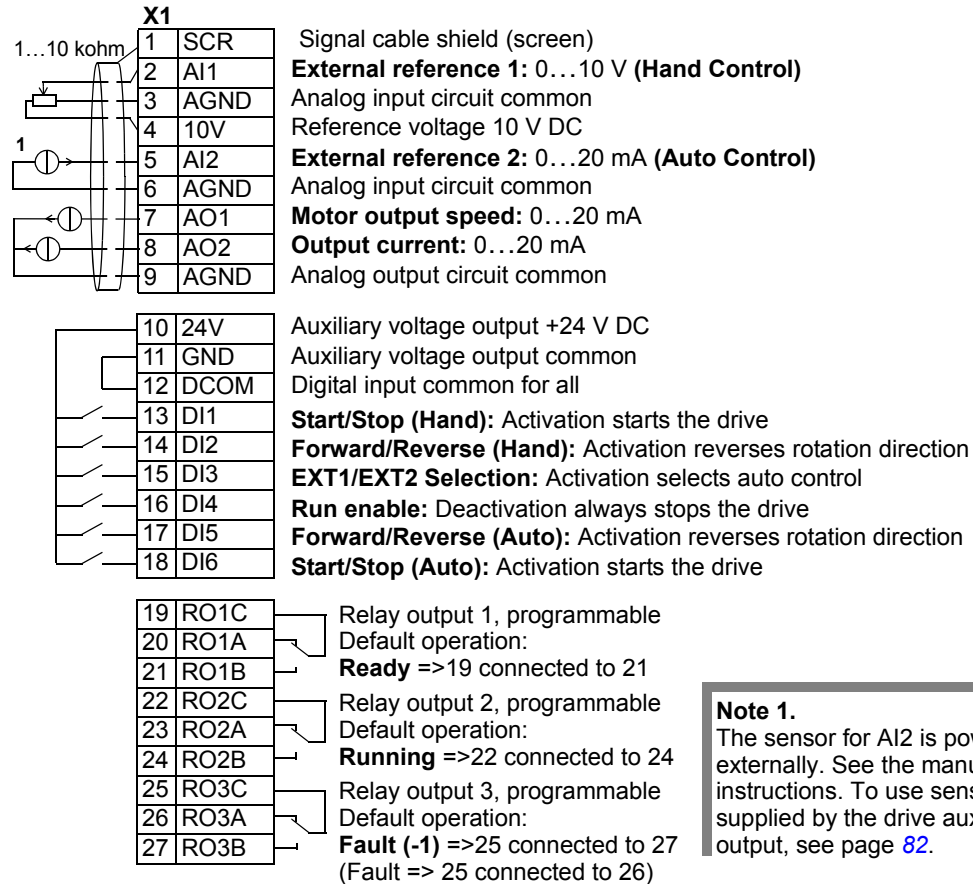 X1
1…10 kohm
1 SCR Signal cable shield (screen)
2 AI1 External reference 1: 0…10 V (Hand Control)
3 AGND Analog input circuit common
4 10V Reference voltage 10 V DC
1
5 AI2 External reference 2: 0…20 mA (Auto Control)
6 AGND Analog input circuit common
7 AO1 Motor output speed: 0…20 mA
8 AO2 Output current: 0…20 mA
9 AGND Analog output circuit common
10 24V Auxiliary voltage output +24 V DC
11 GND Auxiliary voltage output common
12 DCOM Digital input common for all
13 DI1 Start/Stop (Hand): Activation starts the drive
14 DI2 Forward/Reverse (Hand): Activation reverses rotation direction
15 DI3 EXT1/EXT2 Selection: Activation selects auto control
16 DI4 Run enable: Deactivation always stops the drive
17 DI5 Forward/Reverse (Auto): Activation reverses rotation direction
18 DI6 Start/Stop (Auto): Activation starts the drive
19 RO1C Relay output 1, programmable
20 RO1A Default operation:
21 RO1B Ready =>19 connected to 21
22 RO2C Relay output 2, programmable
23 RO2A Default operation:
24 RO2B Running =>22 connected to 24
25 RO3C Relay output 3, programmable
26 RO3A Default operation:
27 RO3B Fault (-1) =>25 connected to 27
(Fault => 25 connected to 26)
Note 1.
The sensor for AI2 is pow
externally. See the manu
instructions. To use sens
supplied by the drive aux
output, see page 82.